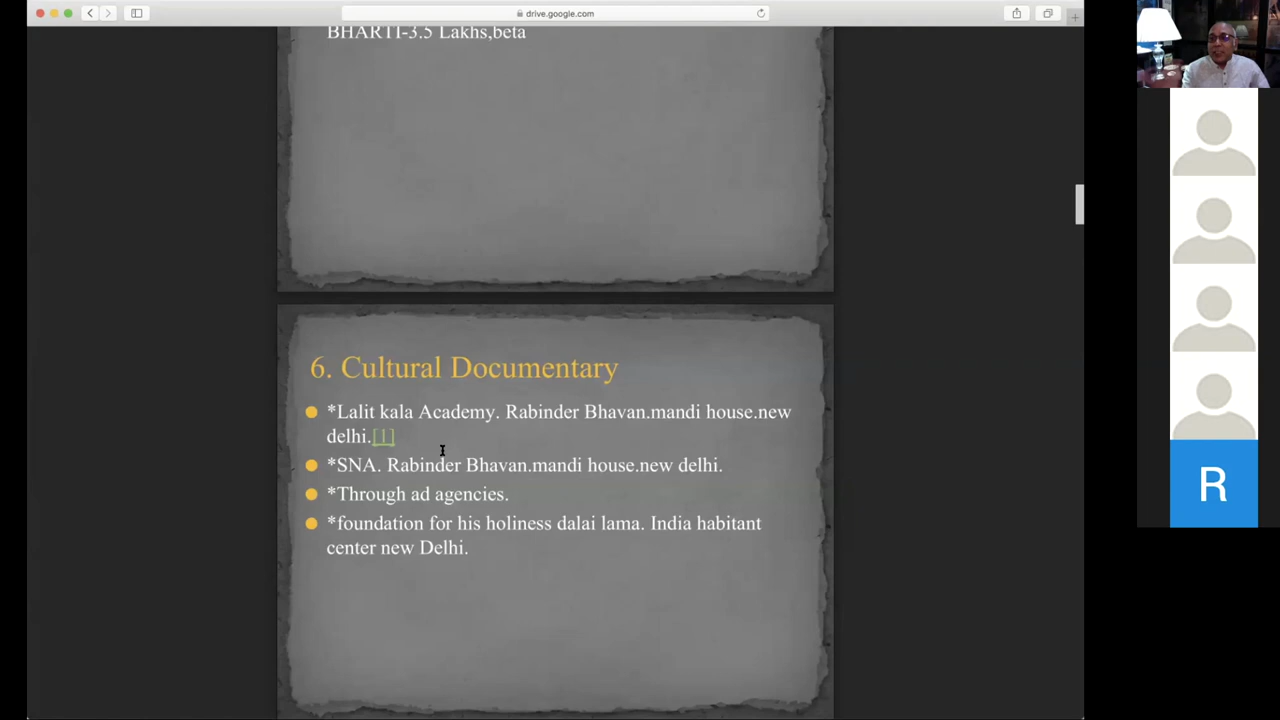 drive.google.com
BHARTI-3.5 Lakhs,beta
6. Cultural Documentary
*Lalit kala Academy. Rabinder Bhavan.mandi house.new
delhi.[1]
*SNA. Rabinder Bhavan.mandi house.new delhi.
*Through ad agencies.
*foundation for his holiness dalai lama. India habitant
center new Delhi.
R